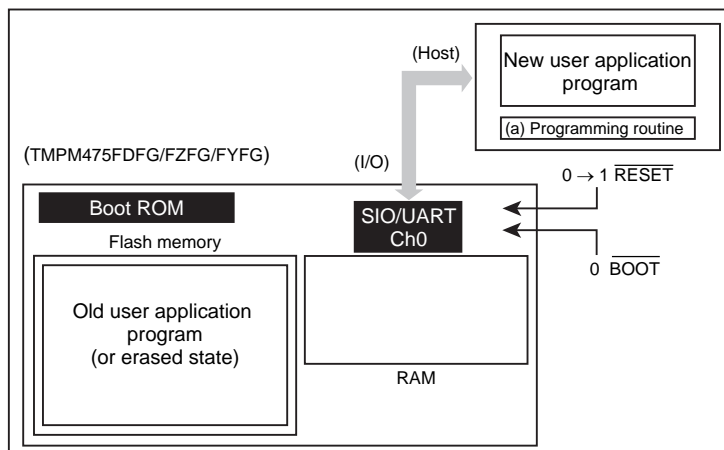 (Host)
New user application
program
(a) Programming routine
(TMPM475FDFG/FZFG/FYFG)
(I/O)
0 → 1 RESET
Boot ROM
SIO/UART
Ch0
Flash memory
0 BOOT
Old user application
program
(or erased state)
RAM